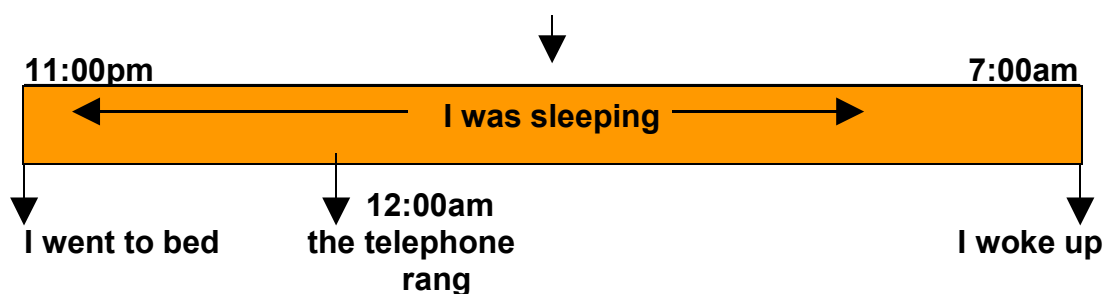 11:00pm 7:00am
I was sleeping
12:00am
I went to bed the telephone I woke up
rang